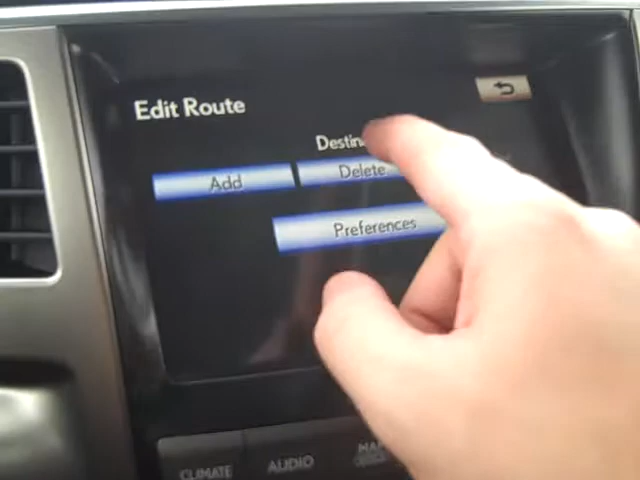 Edit Route
Add
Delete
Preferences
CLIMATE
AUDIO